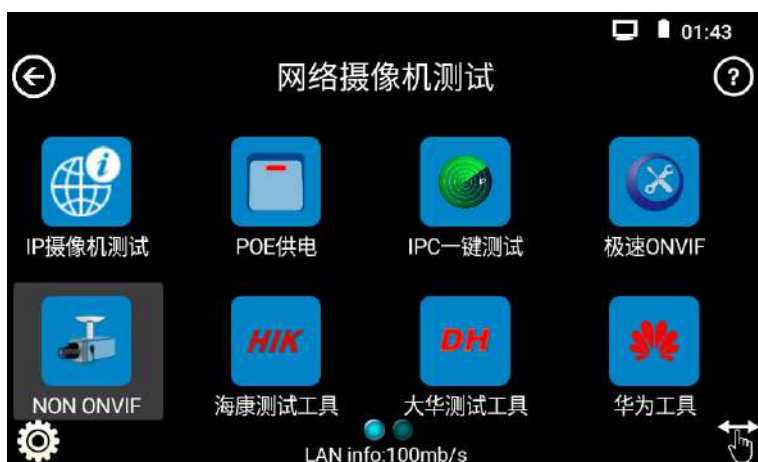 01:43
网络摄像机测试
?
i
IP
IP摄像机测试
POE供电
IPC一键测试
极速ONVIF
HIK
DH
NON ONVIF
海康测试工具
大华测试工具
华为工具
LAN info:100mb/s